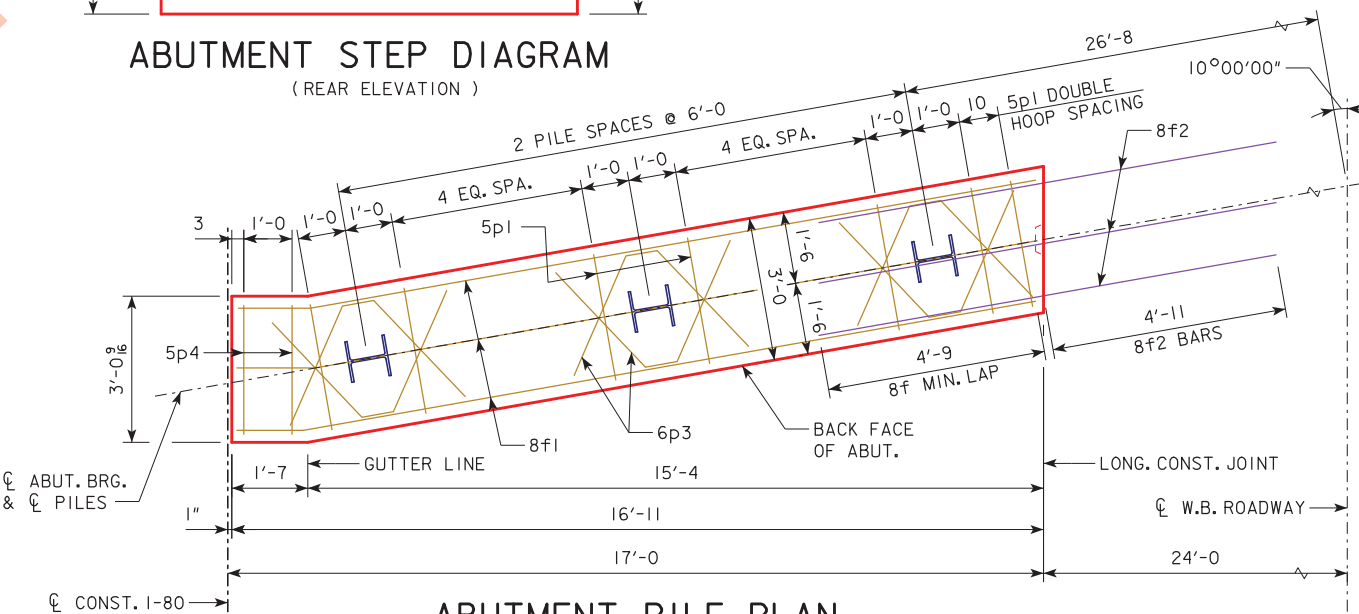 ABUTMENT STEP DIAGRAM
( REAR ELEVATION )
26'-8
10°00'00"
2 PILE SPACES @ 6'-0
1'-0
1'-0
10
5p1 DOUBLE
HOOP SPACING
8f2
4 EQ. SPA.
1'-0
1'-0
4 EQ. SPA.
3
1'-0
1'-0
1'-0
5p1
1'-6
3'-0
1'-6
5p4
3'-0 9/16
4'-11
8f2 BARS
4'-9
8f MIN. LAP
6p3
8f1
BACK FACE
OF ABUT.
GUTTER LINE
LONG. CONST. JOINT
℄ ABUT. BRG.
& ℄ PILES
1'-7
15'-4
1"
16'-11
℄ W.B. ROADWAY
17'-0
24'-0
℄ CONST. I-80
ABUTMENT PILE PLAN